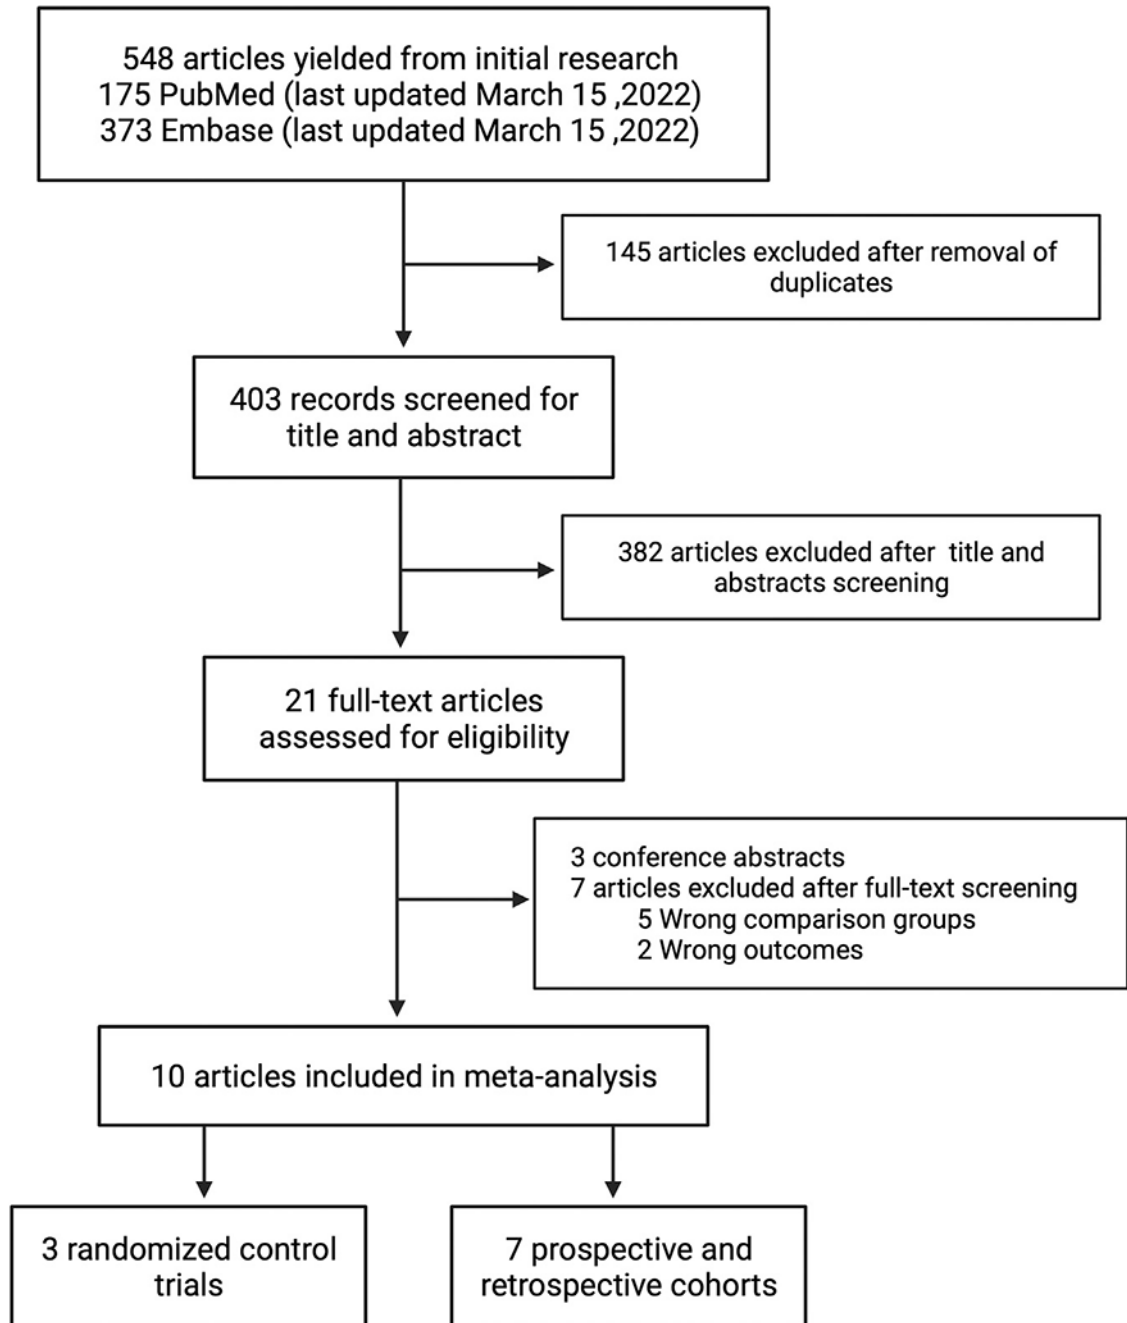 548 articles yielded from initial research
175 PubMed (last updated March 15 ,2022)
373 Embase (last updated March 15 ,2022)
145 articles excluded after removal of
duplicates
403 records screened for
title and abstract
382 articles excluded after  title and
abstracts screening
21 full-text articles
assessed for eligibility
3 conference abstracts
7 articles excluded after full-text screening
5 Wrong comparison groups
2 Wrong outcomes
10 articles included in meta-analysis
3 randomized control
trials
7 prospective and
retrospective cohorts